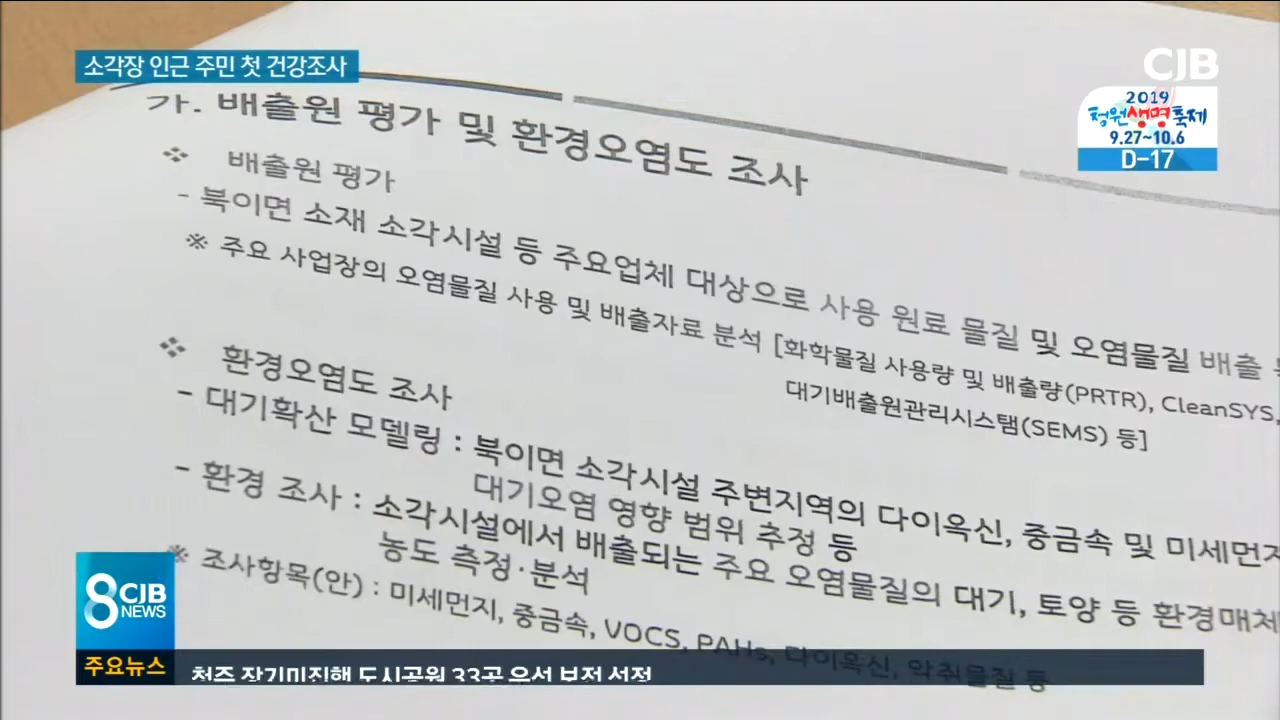 소각장 인근 주민 첫 건강조사
CJB
2019
청원생명축제
9.27~10.6
D-17
가. 배출원 평가 및 환경오염도 조사
❖ 배출원 평가
- 북이면 소재 소각시설 등 주요업체 대상으로 사용 원료 물질 및 오염물질 배출
※ 주요 사업장의 오염물질 사용 및 배출자료 분석 [화학물질 사용량 및 배출량(PRTR), CleanSYS,
대기배출원관리시스템(SEMS) 등]
❖ 환경오염도 조사
- 대기확산 모델링 : 북이면 소각시설 주변지역의 다이옥신, 중금속 및 미세먼지
대기오염 영향 범위 추정 등
- 환경 조사 : 소각시설에서 배출되는 주요 오염물질의 대기, 토양 등 환경매체
농도 측정·분석
※ 조사항목(안) : 미세먼지, 중금속, VOCS, PAHs, 다이옥신, 악취물질 등
8 CJB NEWS
주요뉴스
청주 장기미집행 도시공원 33곳 우선 보전 선정